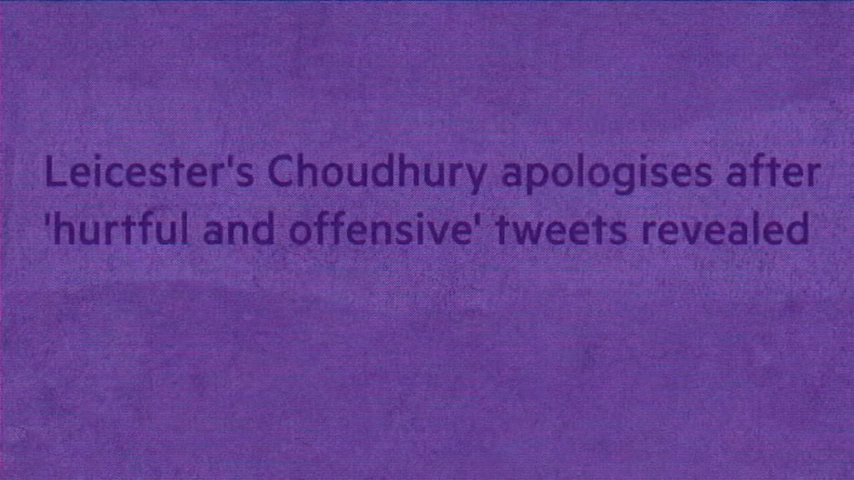 Leicester's Choudhury apologises after
'hurtful and offensive' tweets revealed